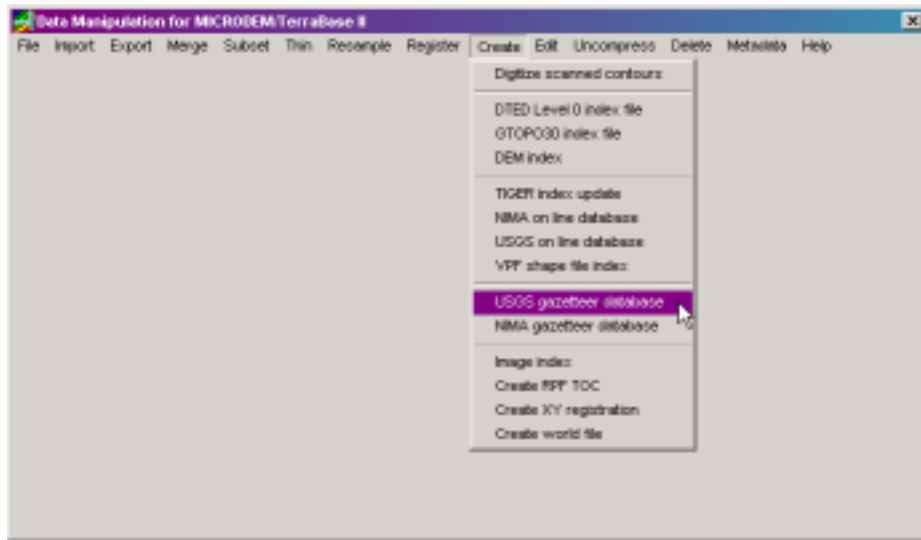 Data Manipulation for MICRODEM/TerraBase II
File Import Export Merge Subset Thin Resample Register Create Edit Uncompress Delete Metadata Help
Digitize scanned contours
DTED Level 0 index file
GTOPO30 index file
DEM index
TIGER index update
NIMA on line database
USGS on line database
VPF shape file index
USGS gazetteer database
NIMA gazetteer database
Image index
Create RPF TOC
Create XY registration
Create world file